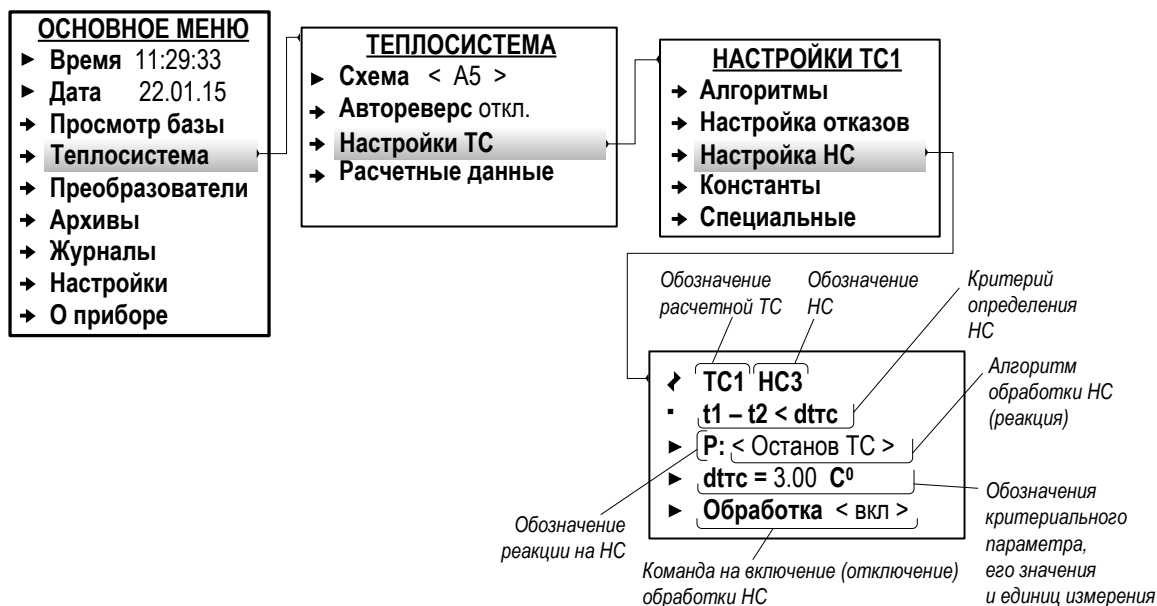 ОСНОВНОЕ МЕНЮ
Время 11:29:33
Дата 22.01.15
Просмотр базы
Теплосистема
Преобразователи
Архивы
Журналы
Настройки
О приборе
ТЕПЛОСИСТЕМА
Схема < А5 >
Автореверс откл.
Настройки ТС
Расчетные данные
НАСТРОЙКИ ТС1
Алгоритмы
Настройка отказов
Настройка НС
Константы
Специальные
Обозначение
расчетной ТС
Обозначение
НС
Критерий
определения
НС
ТС1 НС3
t1 – t2 < dtтс
Р: < Останов ТС >
dtтс = 3.00 С⁰
Обработка < вкл >
Алгоритм
обработки НС
(реакция)
Обозначения
критериального
параметра,
его значения
и единиц измерения
Обозначение
реакции на НС
Команда на включение (отключение)
обработки НС